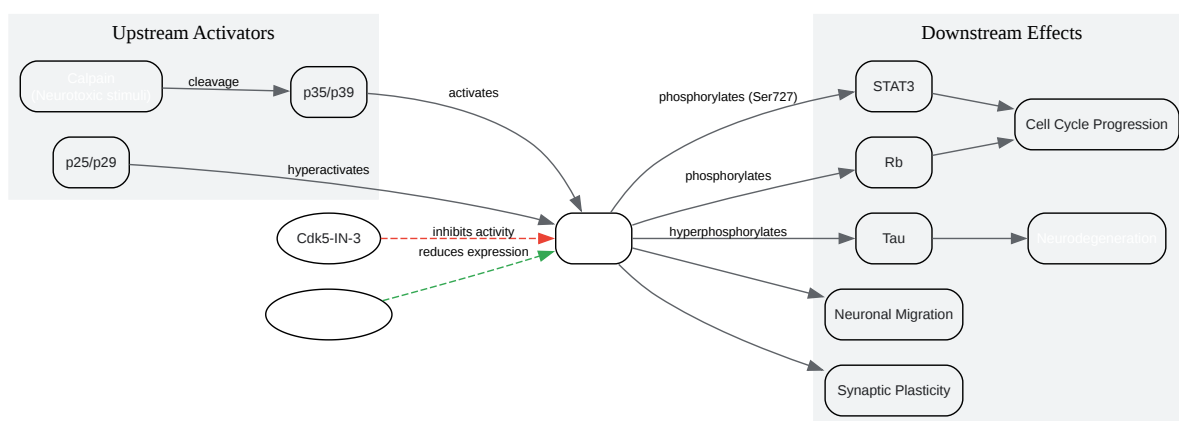 Upstream Activators
Calpain
(Neurotoxic stimuli)
cleavage
p35/p39
p25/p29
activates
hyperactivates
Cdk5-IN-3
inhibits activity
reduces expression
phosphorylates (Ser727)
phosphorylates
hyperphosphorylates
Downstream Effects
STAT3
Rb
Cell Cycle Progression
Tau
Neurodegeneration
Neuronal Migration
Synaptic Plasticity